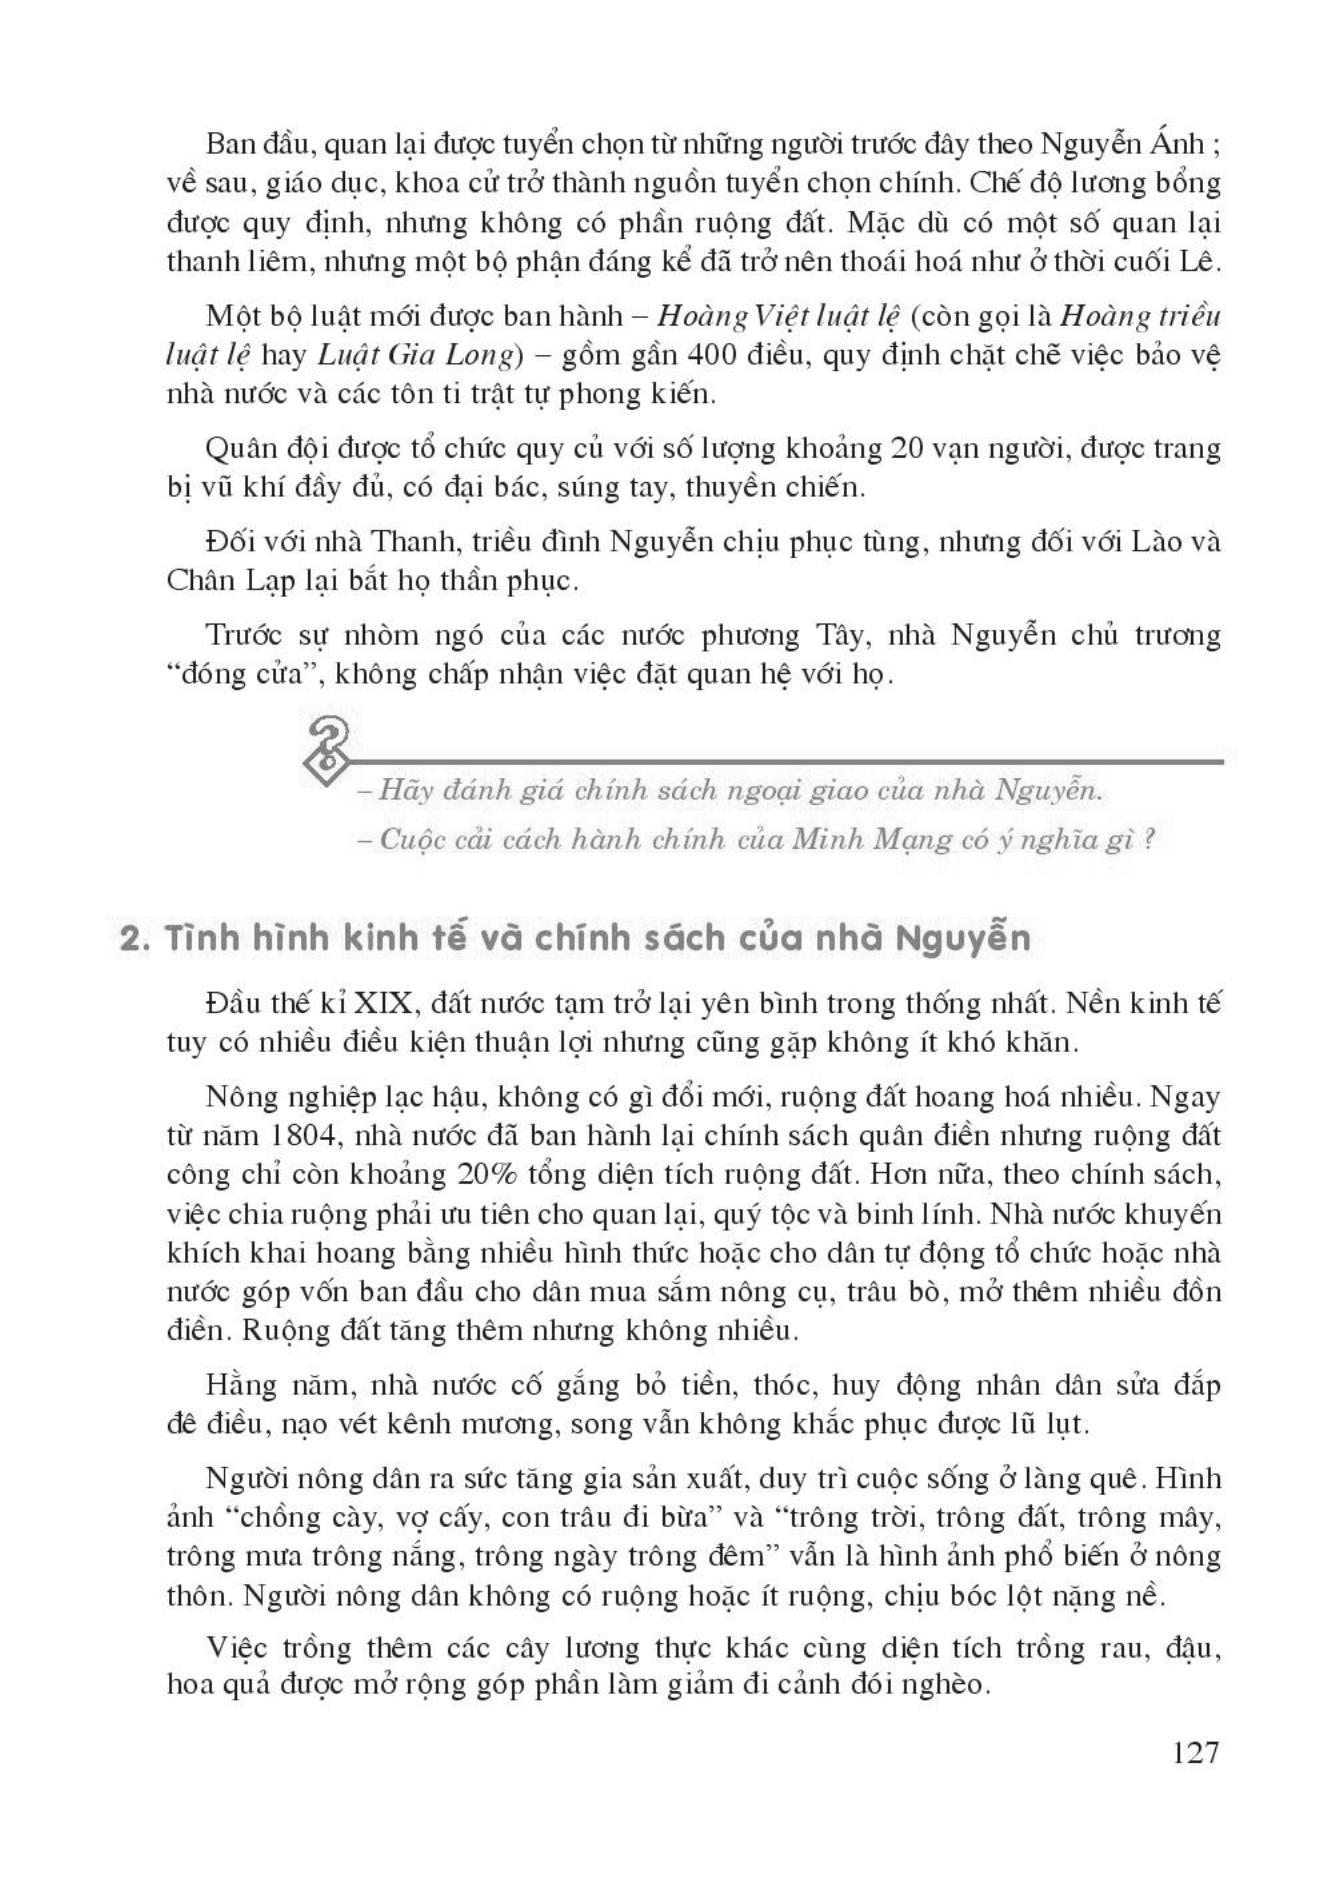 Ban đầu, quan lại được tuyển chọn từ những người trước đây theo Nguyễn Ánh ;
về sau, giáo dục, khoa cử trở thành nguồn tuyển chọn chính. Chế độ lương bổng
được quy định, nhưng không có phần ruộng đất. Mặc dù có một số quan lại
thanh liêm, nhưng một bộ phận đáng kể đã trở nên thoái hoá như ở thời cuối Lê.
Một bộ luật mới được ban hành – Hoàng Việt luật lệ (còn gọi là Hoàng triều
luật lệ hay Luật Gia Long) – gồm gần 400 điều, quy định chặt chẽ việc bảo vệ
nhà nước và các tôn ti trật tự phong kiến.
Quân đội được tổ chức quy củ với số lượng khoảng 20 vạn người, được trang
bị vũ khí đầy đủ, có đại bác, súng tay, thuyền chiến.
Đối với nhà Thanh, triều đình Nguyễn chịu phục tùng, nhưng đối với Lào và
Chân Lạp lại bắt họ thần phục.
Trước sự nhòm ngó của các nước phương Tây, nhà Nguyễn chủ trương
“đóng cửa”, không chấp nhận việc đặt quan hệ với họ.
?
– Hãy đánh giá chính sách ngoại giao của nhà Nguyễn.
– Cuộc cải cách hành chính của Minh Mạng có ý nghĩa gì ?
2. Tình hình kinh tế và chính sách của nhà Nguyễn
Đầu thế kỉ XIX, đất nước tạm trở lại yên bình trong thống nhất. Nền kinh tế
tuy có nhiều điều kiện thuận lợi nhưng cũng gặp không ít khó khăn.
Nông nghiệp lạc hậu, không có gì đổi mới, ruộng đất hoang hoá nhiều. Ngay
từ năm 1804, nhà nước đã ban hành lại chính sách quân điền nhưng ruộng đất
công chỉ còn khoảng 20% tổng diện tích ruộng đất. Hơn nữa, theo chính sách,
việc chia ruộng phải ưu tiên cho quan lại, quý tộc và binh lính. Nhà nước khuyến
khích khai hoang bằng nhiều hình thức hoặc cho dân tự động tổ chức hoặc nhà
nước góp vốn ban đầu cho dân mua sắm nông cụ, trâu bò, mở thêm nhiều đồn
điền. Ruộng đất tăng thêm nhưng không nhiều.
Hằng năm, nhà nước cố gắng bỏ tiền, thóc, huy động nhân dân sửa đắp
đê điều, nạo vét kênh mương, song vẫn không khắc phục được lũ lụt.
Người nông dân ra sức tăng gia sản xuất, duy trì cuộc sống ở làng quê. Hình
ảnh “chồng cày, vợ cấy, con trâu đi bừa” và “trông trời, trông đất, trông mây,
trông mưa trông nắng, trông ngày trông đêm” vẫn là hình ảnh phổ biến ở nông
thôn. Người nông dân không có ruộng hoặc ít ruộng, chịu bóc lột nặng nề.
Việc trồng thêm các cây lương thực khác cùng diện tích trồng rau, đậu,
hoa quả được mở rộng góp phần làm giảm đi cảnh đói nghèo.
127